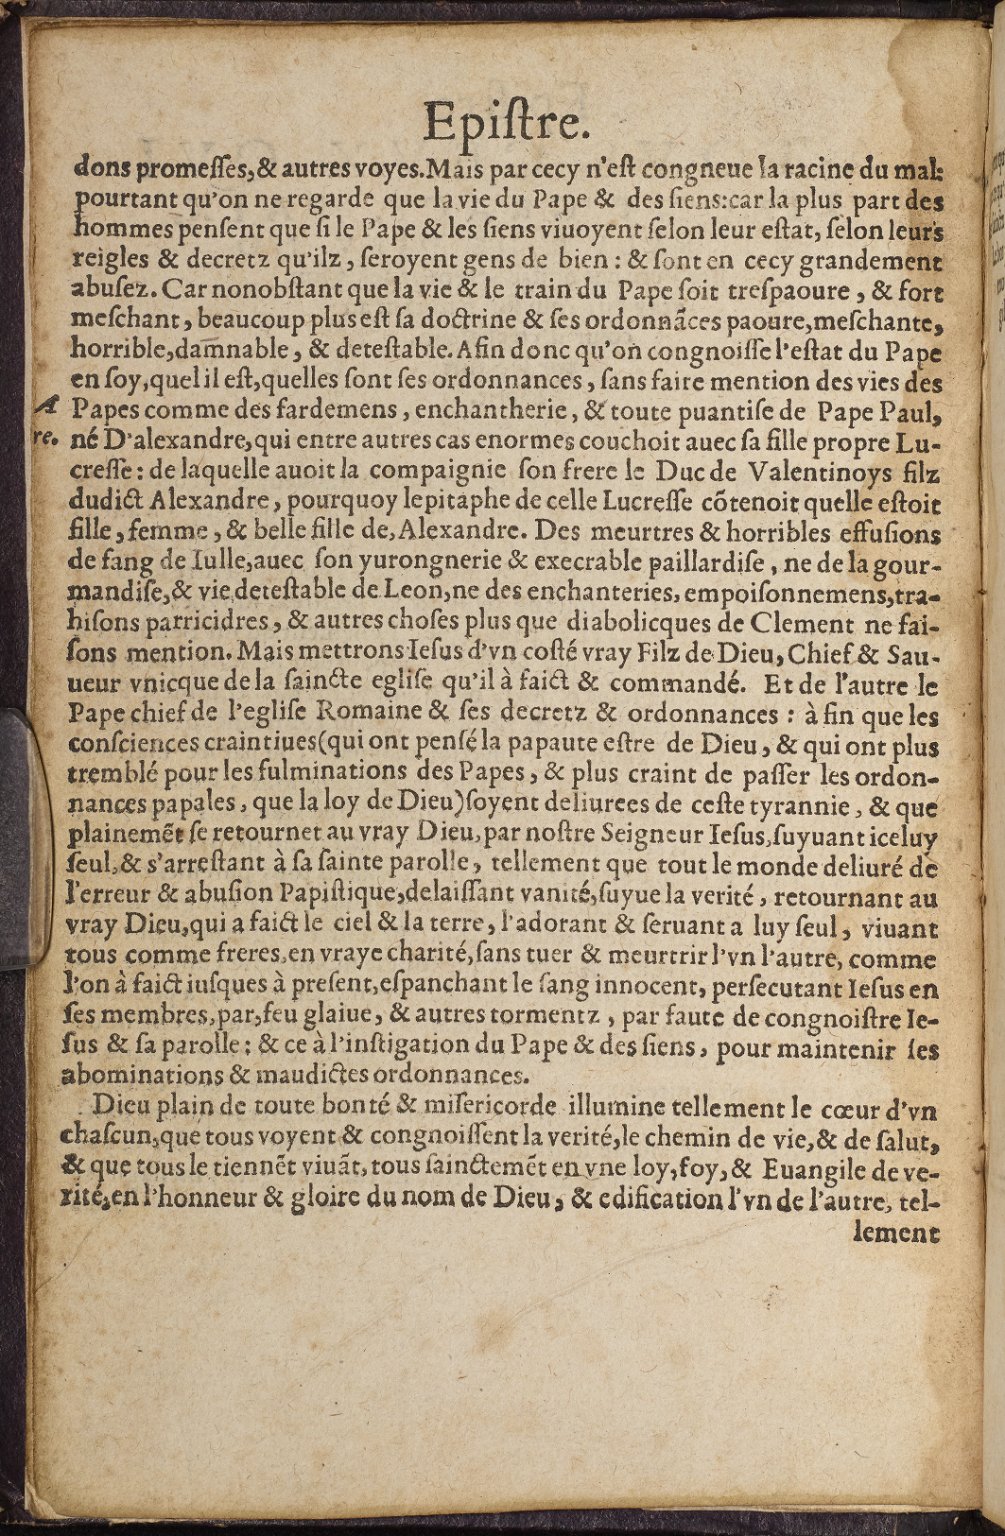 Epiſtre.
dons promeſſes,& autres voyes.Mais par cecy n'eſt congneue la racine du mal:
pourtant qu'on ne regarde que la vie du Pape & des ſiens:car la plus part des
hommes penſent que ſi le Pape & les ſiens viuoyent ſelon leur eſtat, ſelon leurs
reigles & decretz qu'ilz, ſeroyent gens de bien : & ſont en cecy grandement
abuſez. Car nonobſtant que la vie & le train du Pape ſoit treſpaoure, & fort
meſchant, beaucoup plus eſt ſa doctrine & ſes ordonnãces paoure,meſchante,
horrible,damnable, & deteſtable. Afin donc qu'on congnoiſſe l'eſtat du Pape
en ſoy,quel il eſt,quelles ſont ſes ordonnances, ſans faire mention des vies des
A Papes comme des fardemens, enchantherie, & toute puantiſe de Pape Paul,
re. né D'alexandre,qui entre autres cas enormes couchoit auec ſa fille propre Lu-
creſſe: de laquelle auoit la compaignie ſon frere le Duc de Valentinoys filz
dudict Alexandre, pourquoy lepitaphe de celle Lucreſſe cõtenoit quelle eſtoit
fille, femme, & belle fille de, Alexandre. Des meurtres & horribles effuſions
de ſang de Iulle,auec ſon yurongnerie & execrable paillardiſe, ne de la gour-
mandiſe,& vie deteſtable de Leon,ne des enchanteries, empoiſonnemens,tra-
hiſons parricidres, & autres choſes plus que diabolicques de Clement ne fai-
ſons mention. Mais mettrons Ieſus d'vn coſté vray Filz de Dieu, Chief & Sau-
ueur vnicque de la ſaincte egliſe qu'il à faict & commandé. Et de l'autre le
Pape chief de l'egliſe Romaine & ſes decretz & ordonnances : à fin que les
conſciences craintiues(qui ont penſé la papaute eſtre de Dieu, & qui ont plus
tremblé pour les fulminations des Papes, & plus craint de paſſer les ordon-
nances papales, que la loy de Dieu)ſoyent deliurees de ceſte tyrannie, & que
plainemẽt ſe retournet au vray Dieu, par noſtre Seigneur Ieſus,ſuyuant iceluy
ſeul,& s'arreſtant à ſa ſainte parolle, tellement que tout le monde deliuré de
l'erreur & abuſion Papiſtique,delaiſſant vanité,ſuyue la verité, retournant au
vray Dieu,qui a faict le ciel & la terre, l'adorant & ſeruant a luy ſeul, viuant
tous comme freres,en vraye charité,ſans tuer & meurtrir l'vn l'autre, comme
l'on à faict iuſques à preſent,eſpanchant le ſang innocent, perſecutant Ieſus en
ſes membres,par,feu glaiue, & autres tormentz, par faute de congnoiſtre Ie-
ſus & ſa parolle; & ce à l'inſtigation du Pape & des ſiens, pour maintenir ſes
abominations & maudictes ordonnances.
Dieu plain de toute bonté & miſericorde illumine tellement le cœur d'vn
chaſcun,que tous voyent & congnoiſſent la verité,le chemin de vie,& de ſalut,
& que tous le tiennẽt viuãt, tous ſainctemẽt en vne loy,foy,& Euangile de ve-
rité,en l'honneur & gloire du nom de Dieu, & edification l'vn de l'autre, tel-
lement